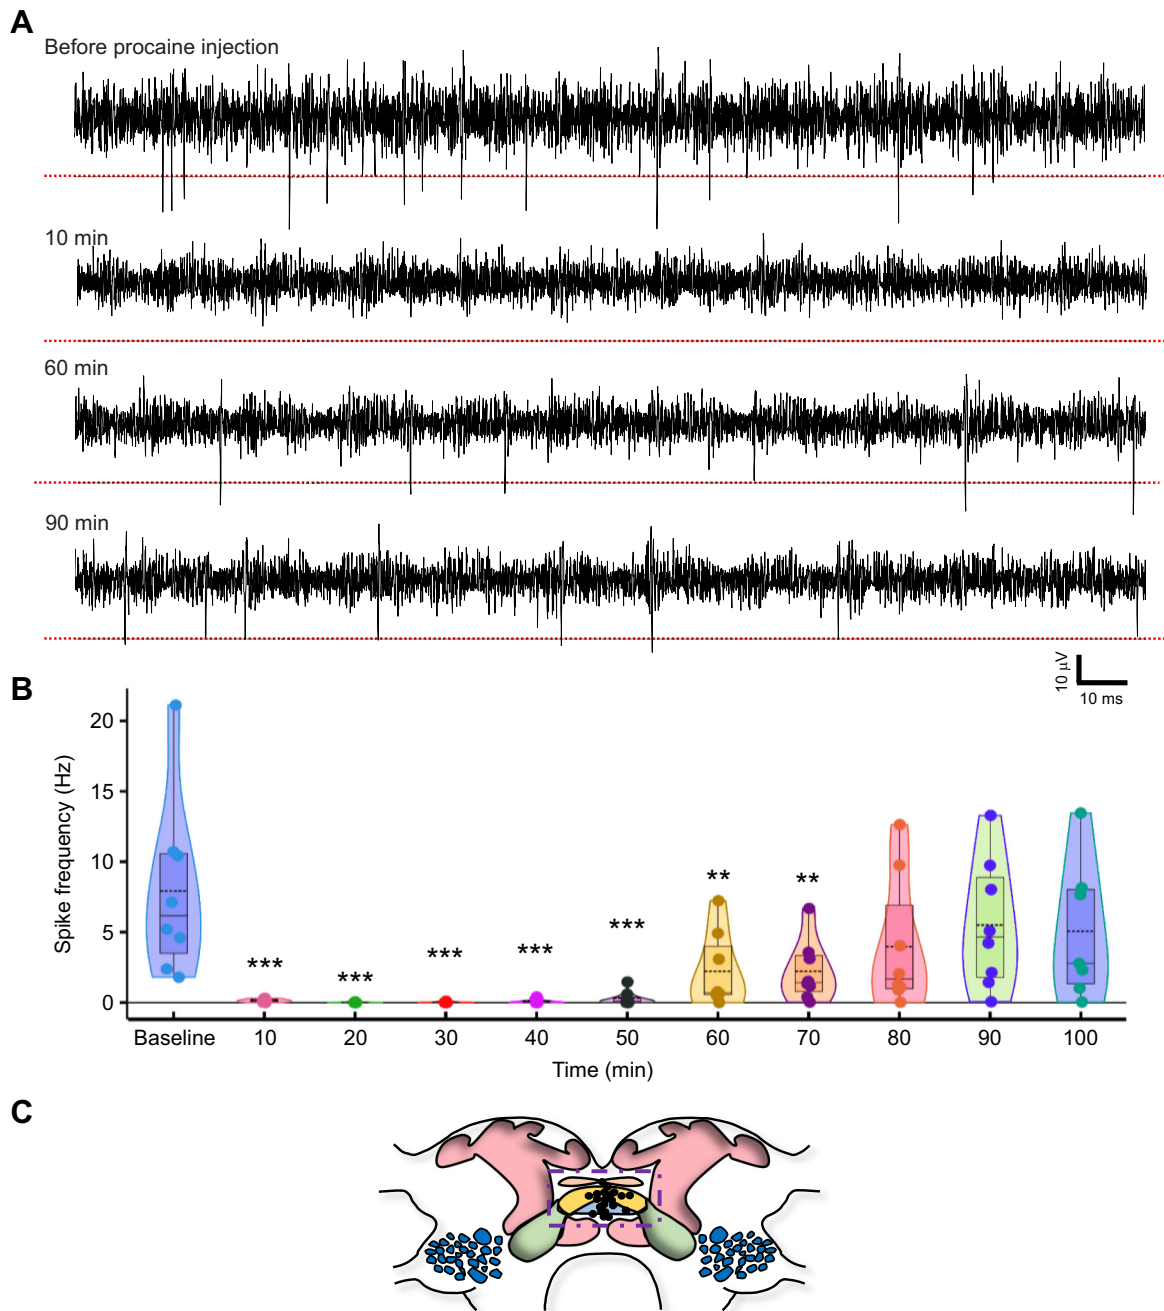 A
Before procaine injection
10 min
60 min
90 min
10 µV
10 ms
B
Spike frequency (Hz)
20
15
10
5
0
***
***
***
***
***
**
**
Baseline 10 20 30 40 50 60 70 80 90 100
Time (min)
C